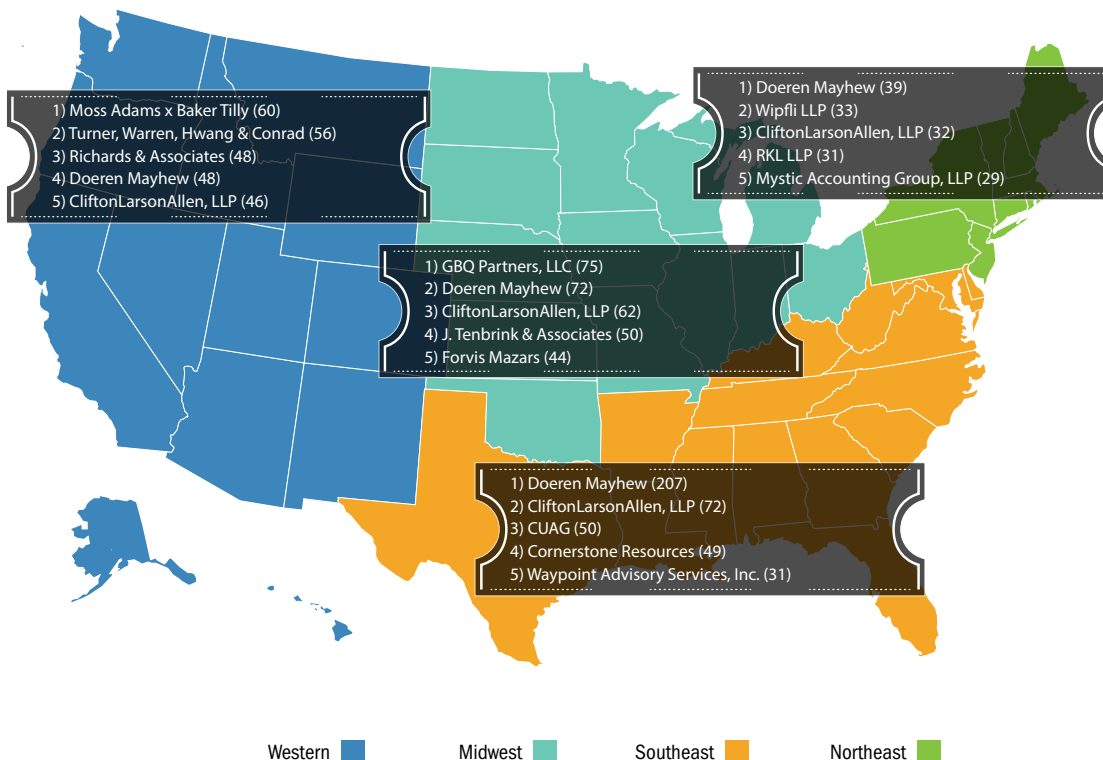 1) Moss Adams x Baker Tilly (60)
2) Turner, Warren, Hwang & Conrad (56)
3) Richards & Associates (48)
4) Doeren Mayhew (48)
5) CliftonLarsonAllen, LLP (46)
1) Doeren Mayhew (39)
2) Wipfli LLP (33)
3) CliftonLarsonAllen, LLP (32)
4) RKL LLP (31)
5) Mystic Accounting Group, LLP (29)
1) GBQ Partners, LLC (75)
2) Doeren Mayhew (72)
3) CliftonLarsonAllen, LLP (62)
4) J. Tenbrink & Associates (50)
5) Forvis Mazars (44)
1) Doeren Mayhew (207)
2) CliftonLarsonAllen, LLP (72)
3) CUAG (50)
4) Cornerstone Resources (49)
5) Waypoint Advisory Services, Inc. (31)
Western Midwest Southeast Northeast